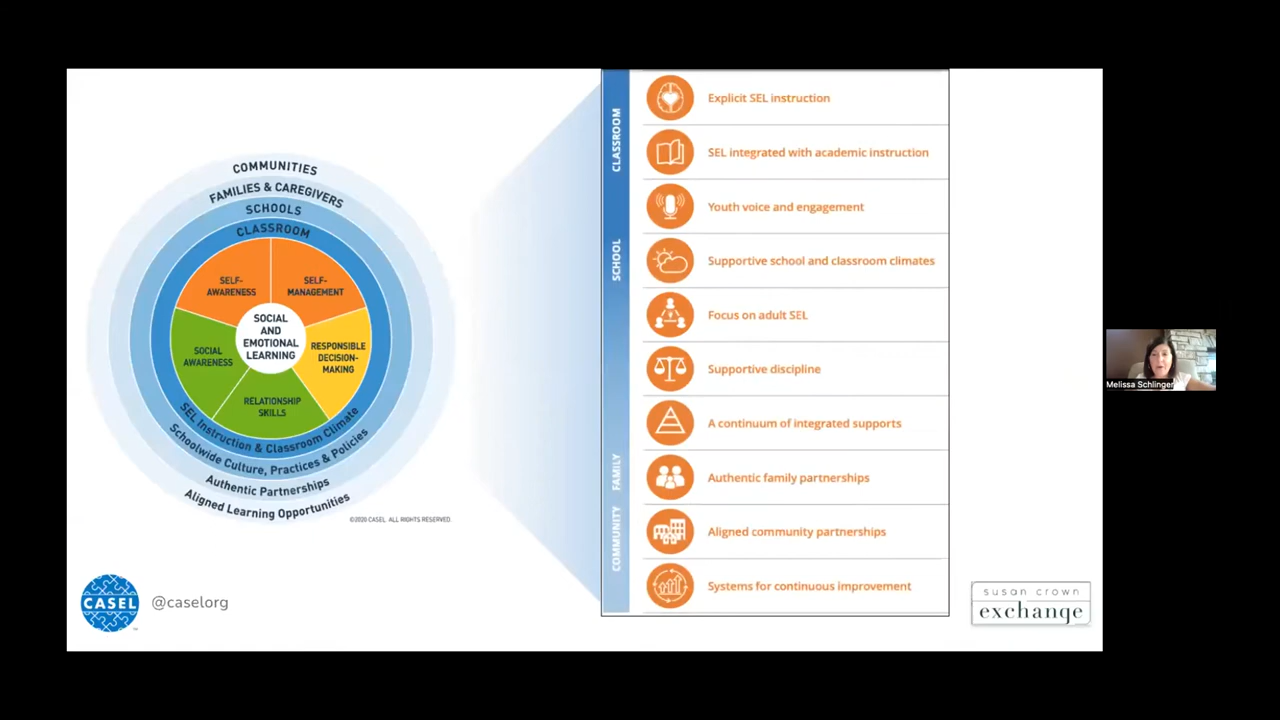 COMMUNITIES
FAMILIES & CAREGIVERS
SCHOOLS
CLASSROOM
SELF-
AWARENESS
SELF-
MANAGEMENT
SOCIAL
AND
EMOTIONAL
LEARNING
SOCIAL
AWARENESS
RESPONSIBLE
DECISION-
MAKING
RELATIONSHIP
SKILLS
SEL Instruction & Classroom Climate
Schoolwide Culture, Practices & Policies
Authentic Partnerships
Aligned Learning Opportunities
©2020 CASEL. ALL RIGHTS RESERVED.
CASEL
@caselorg
CLASSROOM
SCHOOL
FAMILY
COMMUNITY
Explicit SEL instruction
SEL integrated with academic instruction
Youth voice and engagement
Supportive school and classroom climates
Focus on adult SEL
Supportive discipline
A continuum of integrated supports
Authentic family partnerships
Aligned community partnerships
Systems for continuous improvement
susan crown
exchange
Melissa Schlinger